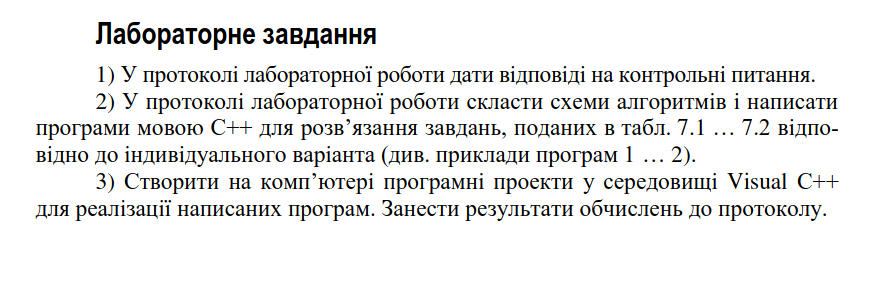 Лабораторне завдання
1) У протоколі лабораторної роботи дати відповіді на контрольні питання.
2) У протоколі лабораторної роботи скласти схеми алгоритмів і написати
програми мовою C++ для розв’язання завдань, поданих в табл. 7.1 … 7.2 відпо-
відно до індивідуального варіанта (див. приклади програм 1 … 2).
3) Створити на комп’ютері програмні проекти у середовищі Visual C++
для реалізації написаних програм. Занести результати обчислень до протоколу.